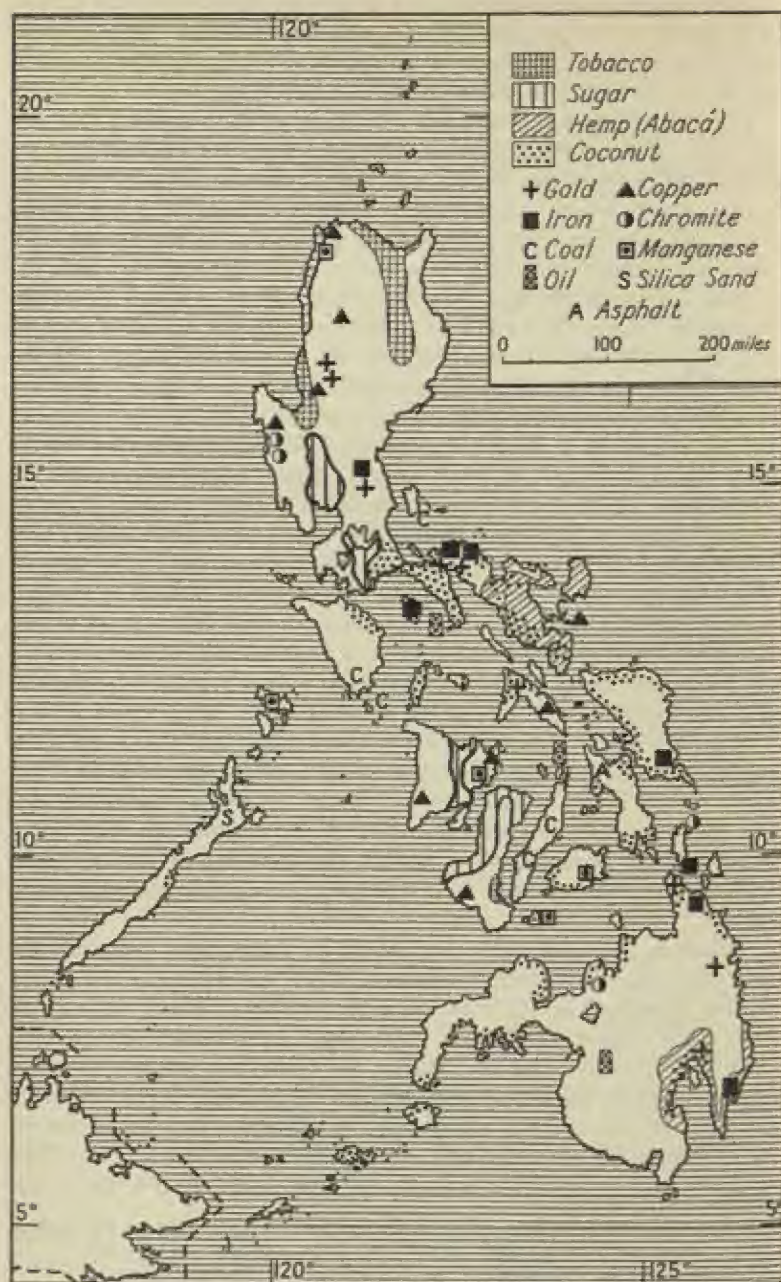 120°
20°
Tobacco
Sugar
Hemp (Abacá)
Coconut
Gold Copper
Iron Chromite
C Coal Manganese
Oil S Silica Sand
A Asphalt
0 100 200 miles
15° 15°
C
C
S
C
10° 10°
5° 5°
120° 125°